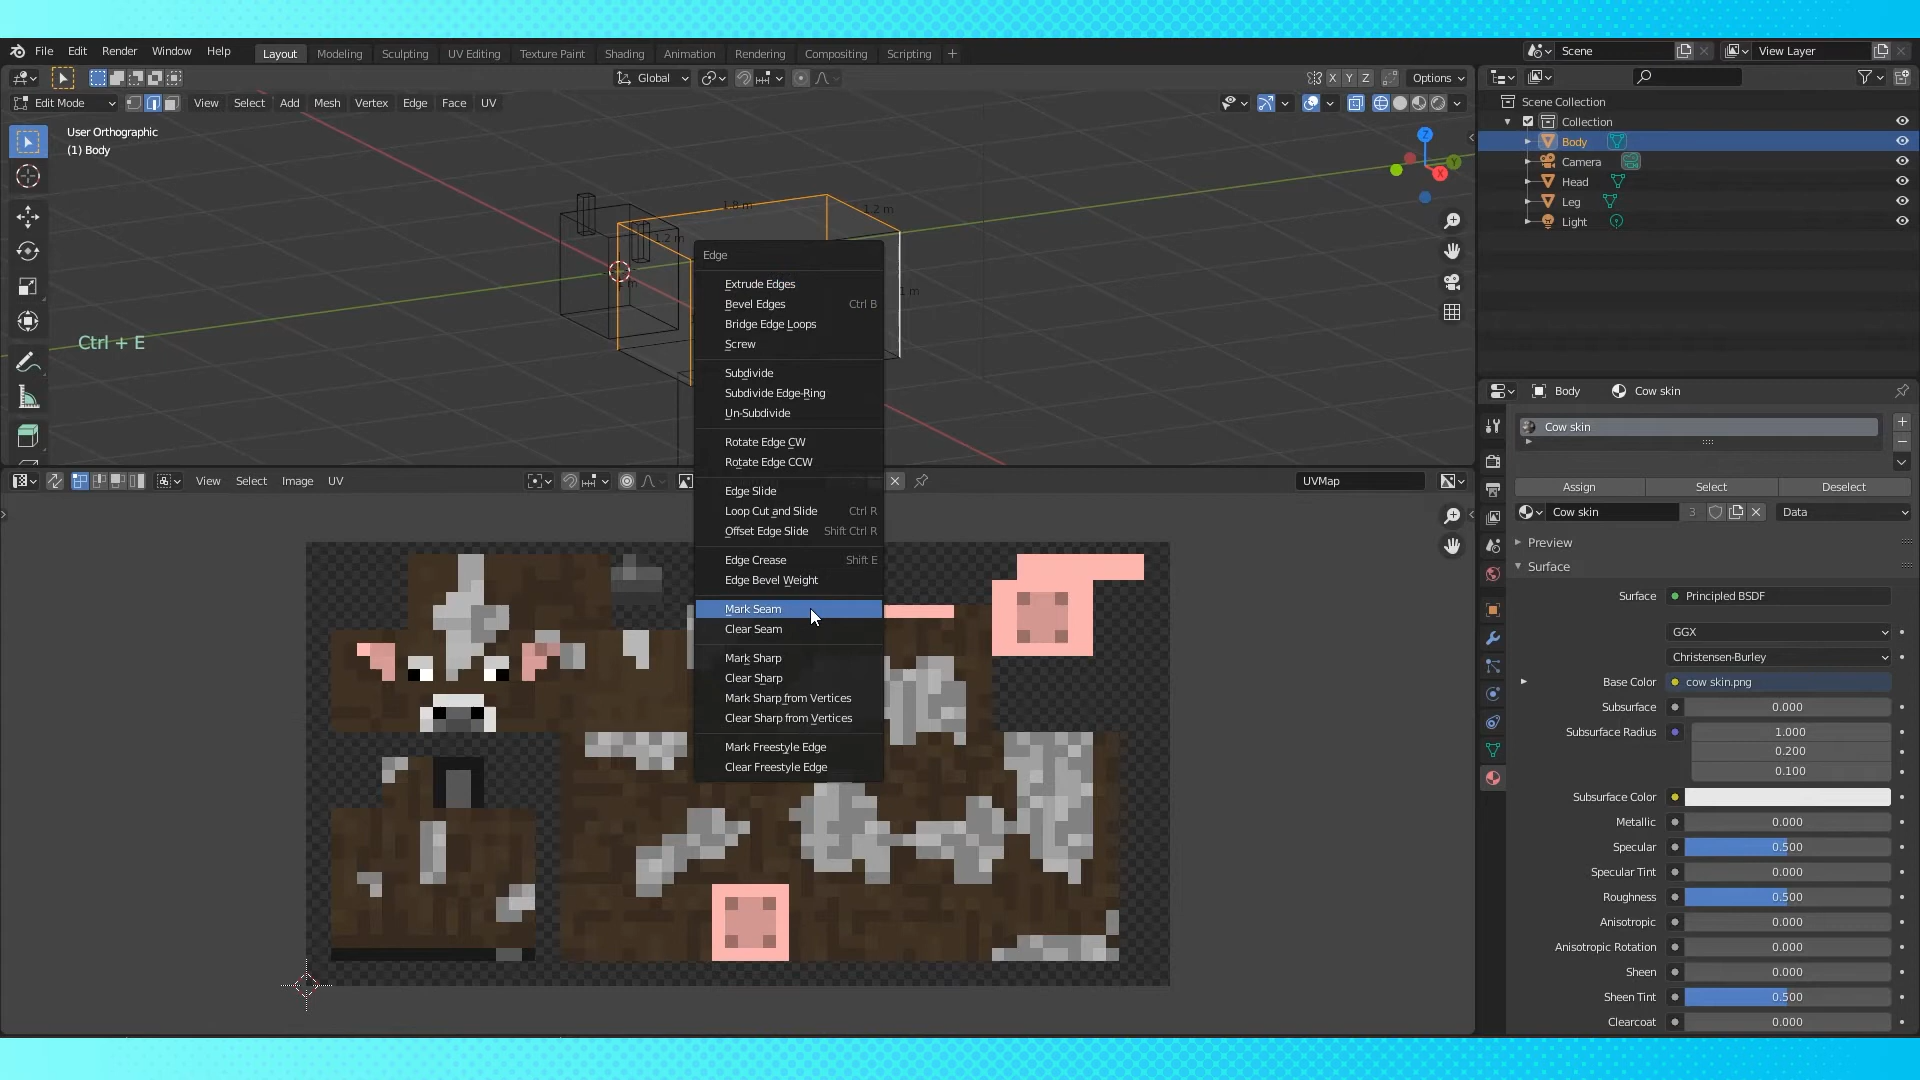 File Edit Render Window Help
Layout Modeling Sculpting UV Editing Texture Paint Shading Animation Rendering Compositing Scripting +
Scene
View Layer
Global
X Y Z
Options
Edit Mode
View Select Add Mesh Vertex Edge Face UV
User Orthographic
(1) Body
Z
Y
X
1.8 m
1.2 m
1.2 m
1 m
Ctrl + E
Edge
Extrude Edges
Bevel Edges Ctrl B
Bridge Edge Loops
Screw
Subdivide
Subdivide Edge-Ring
Un-Subdivide
Rotate Edge CW
Rotate Edge CCW
Edge Slide
Loop Cut and Slide Ctrl R
Offset Edge Slide Shift Ctrl R
Edge Crease Shift E
Edge Bevel Weight
Mark Seam
Clear Seam
Mark Sharp
Clear Sharp
Mark Sharp from Vertices
Clear Sharp from Vertices
Mark Freestyle Edge
Clear Freestyle Edge
View Select Image UV
UVMap
Scene Collection
Collection
Body
Camera
Head
Leg
Light
Body Cow skin
Cow skin
Assign Select Deselect
Cow skin 3 Data
Preview
Surface
Surface Principled BSDF
GGX
Christensen-Burley
Base Color cow skin.png
Subsurface 0.000
Subsurface Radius 1.000
0.200
0.100
Subsurface Color
Metallic 0.000
Specular 0.500
Specular Tint 0.000
Roughness 0.500
Anisotropic 0.000
Anisotropic Rotation 0.000
Sheen 0.000
Sheen Tint 0.500
Clearcoat 0.000